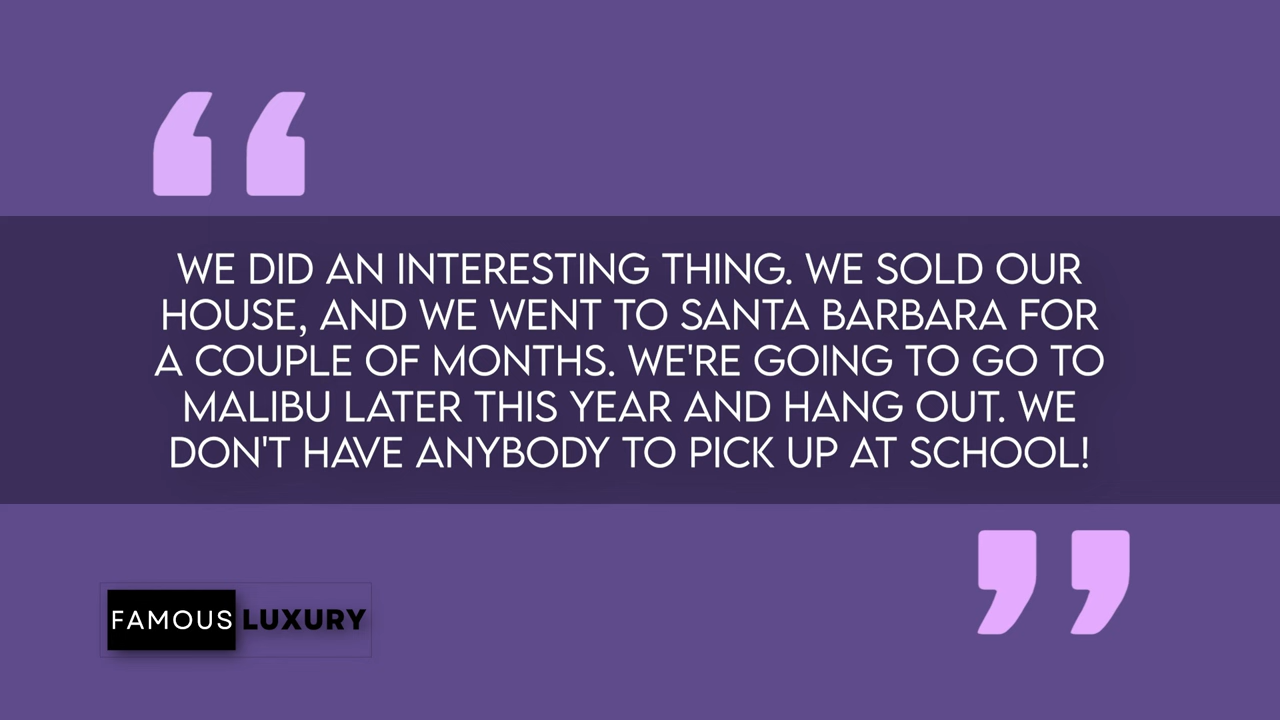 WE DID AN INTERESTING THING. WE SOLD OUR
HOUSE, AND WE WENT TO SANTA BARBARA FOR
A COUPLE OF MONTHS. WE'RE GOING TO GO TO
MALIBU LATER THIS YEAR AND HANG OUT. WE
DON'T HAVE ANYBODY TO PICK UP AT SCHOOL!
FAMOUS LUXURY